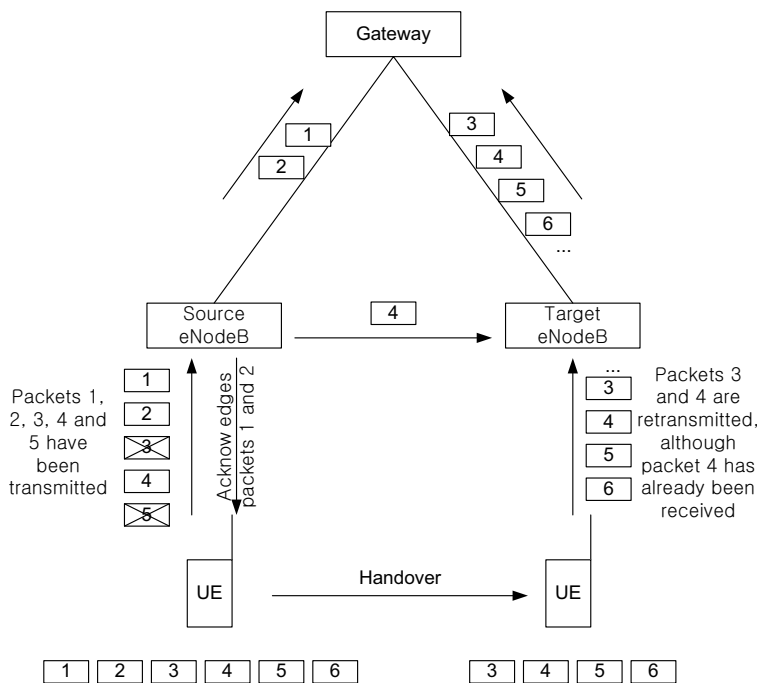 Gateway
1
2
3
4
5
6
...
Source
eNodeB
4
Target
eNodeB
Packets 1,
2, 3, 4 and
5 have
been
transmitted
1
2
3
4
5
Acknow edges
packets 1 and 2
...
3
4
5
6
Packets 3
and 4 are
retransmitted,
although
packet 4 has
already been
received
UE
Handover
UE
1 2 3 4 5 6
3 4 5 6